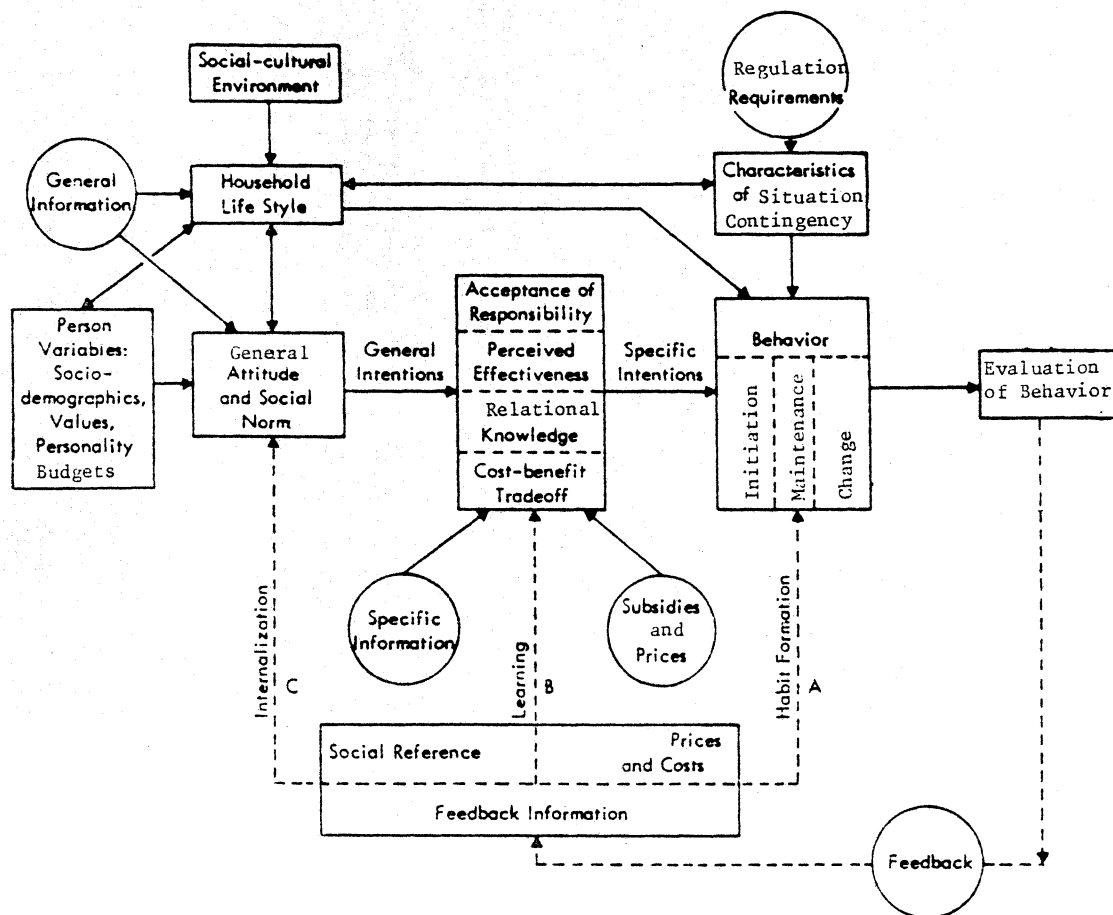 Social-cultural
Environment
Regulation
Requirements
General
Information
Household
Life Style
Characteristics
of Situation
Contingency
Person
Variables:
Socio-
demographics,
Values,
Personality
Budgets
General
Attitude
and Social
Norm
General
Intentions
Acceptance of
Responsibility
Perceived
Effectiveness
Relational
Knowledge
Cost-benefit
Tradeoff
Specific
Intentions
Behavior
Initiation
Maintenance
Change
Evaluation
of Behavior
Specific
Information
Subsidies
and
Prices
Internalization
C
Learning
B
Habit Formation
A
Social Reference
Prices
and Costs
Feedback Information
Feedback